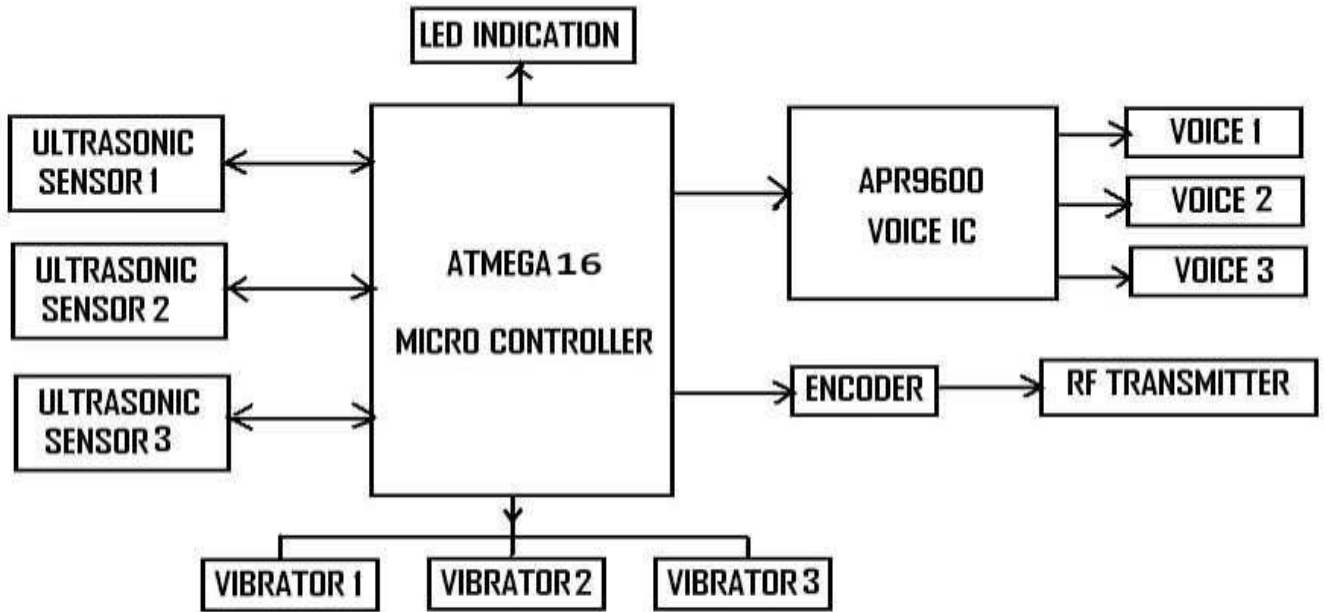 LED INDICATION
ULTRASONIC
SENSOR 1
ULTRASONIC
SENSOR 2
ULTRASONIC
SENSOR 3
ATMEGA 16
MICRO CONTROLLER
APR9600
VOICE IC
VOICE 1
VOICE 2
VOICE 3
ENCODER
RF TRANSMITTER
VIBRATOR 1
VIBRATOR 2
VIBRATOR 3